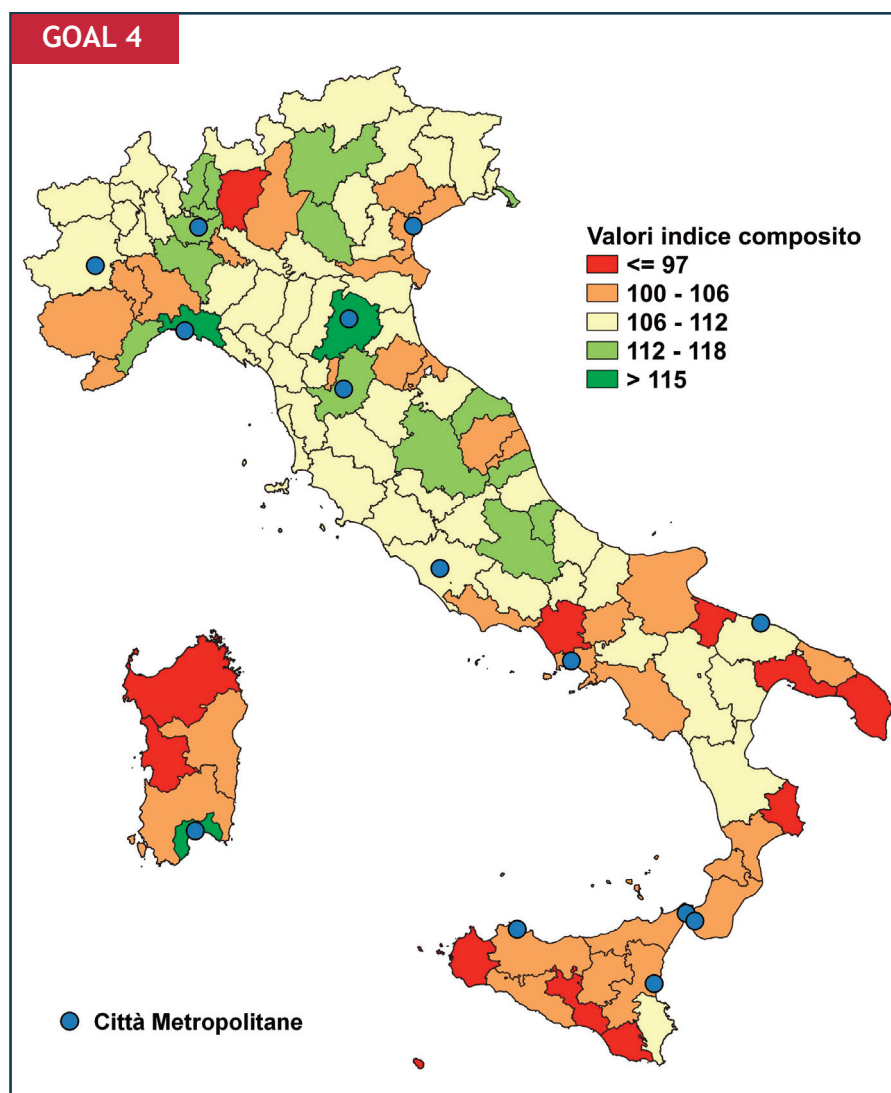 GOAL 4
Valori indice composito
<= 97
100 - 106
106 - 112
112 - 118
> 115
Città Metropolitane